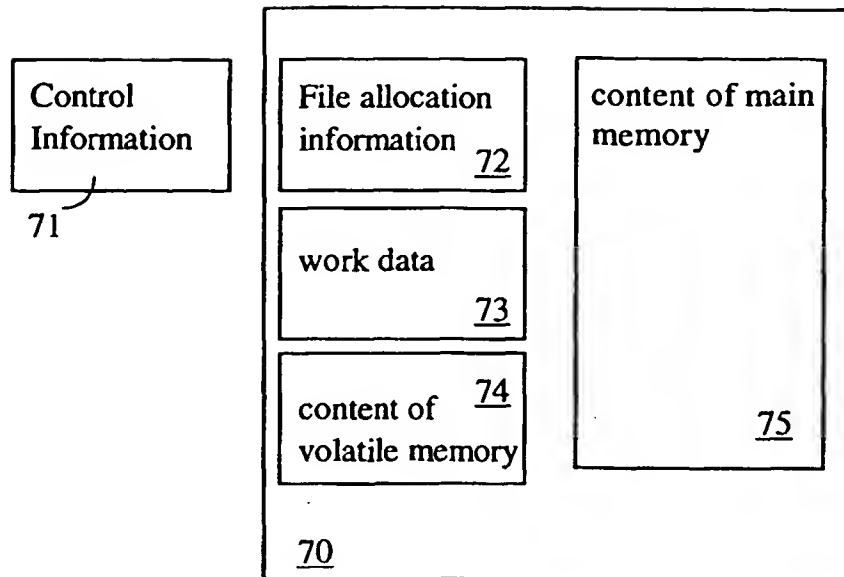 Control
Information
71
File allocation
information
72
work data
73
74
content of
volatile memory
content of main
memory
75
70